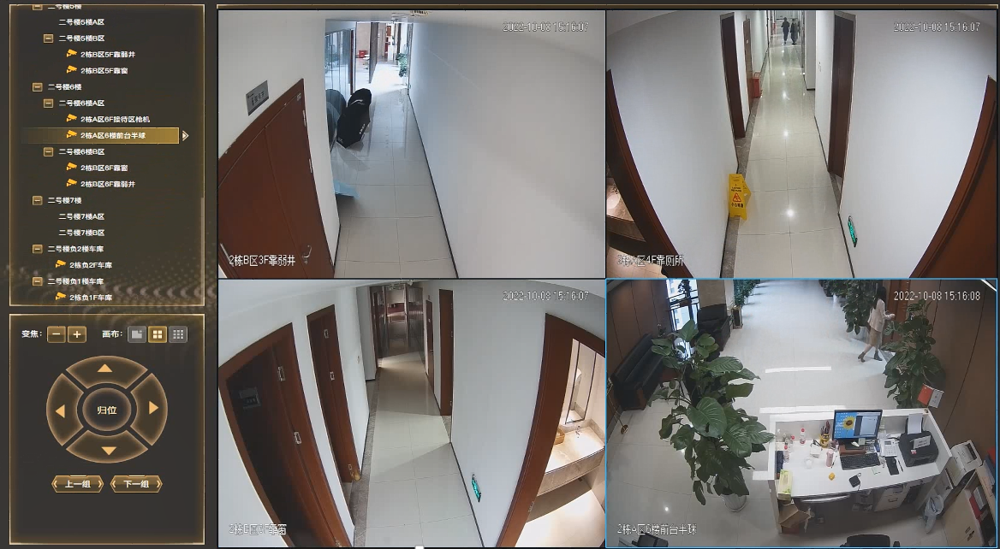 二号楼5楼
二号楼5楼A区
二号楼5楼B区
2栋B区5F靠弱井
2栋B区5F靠窗
二号楼6楼
二号楼6楼A区
2栋A区6F接待区枪机
2栋A区6楼前台半球
二号楼6楼B区
2栋B区6F靠窗
2栋B区6F靠弱井
二号楼7楼
二号楼7楼A区
二号楼7楼B区
二号楼负2楼车库
2栋负2F车库
二号楼负1楼车库
2栋负1F车库
变焦：
画布：
归位
上一组
下一组
2022-10-08 15:16:07
2栋B区3F靠弱井
2022-10-08 15:16:07
2栋A区4F靠厕所
2022-10-08 15:16:07
2022-10-08 15:16:08
2栋A区6楼前台半球